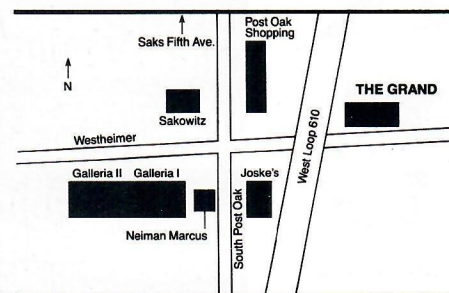 Post Oak
Shopping
Saks Fifth Ave.
N
THE GRAND
Sakowitz
West Loop 610
Westheimer
Galleria II
Galleria I
Joske's
South Post Oak
Neiman Marcus